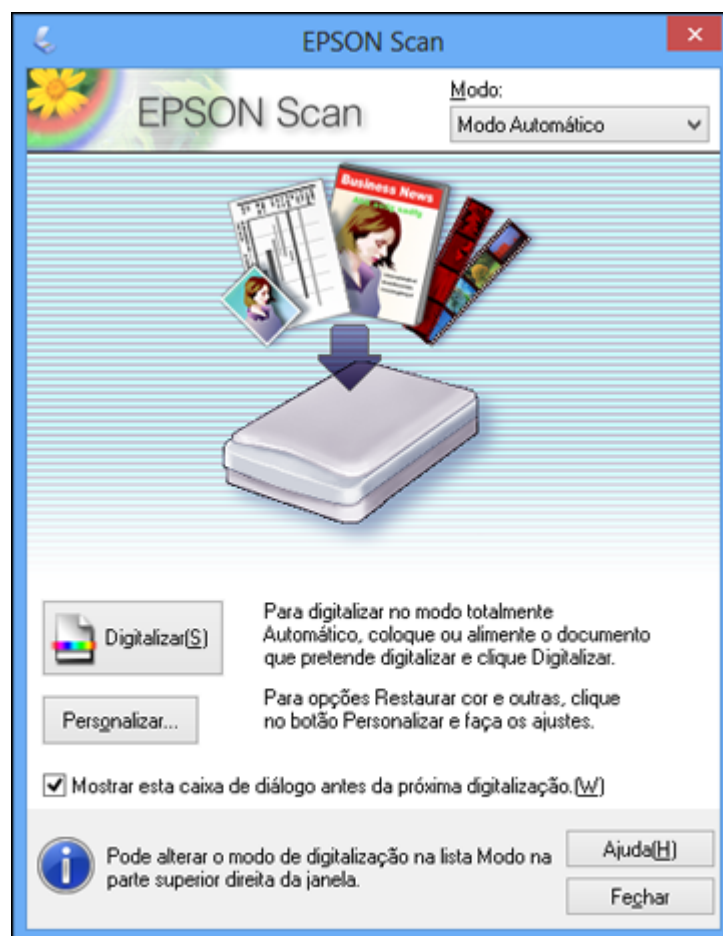 EPSON Scan
EPSON Scan
Modo:
Modo Automático
Business News
Digitalizar(S)
Para digitalizar no modo totalmente
Automático, coloque ou alimente o documento
que pretende digitalizar e clique Digitalizar.
Personalizar...
Para opções Restaurar cor e outras, clique
no botão Personalizar e faça os ajustes.
Mostrar esta caixa de diálogo antes da próxima digitalização.(W)
Pode alterar o modo de digitalização na lista Modo na
parte superior direita da janela.
Ajuda(H)
Fechar